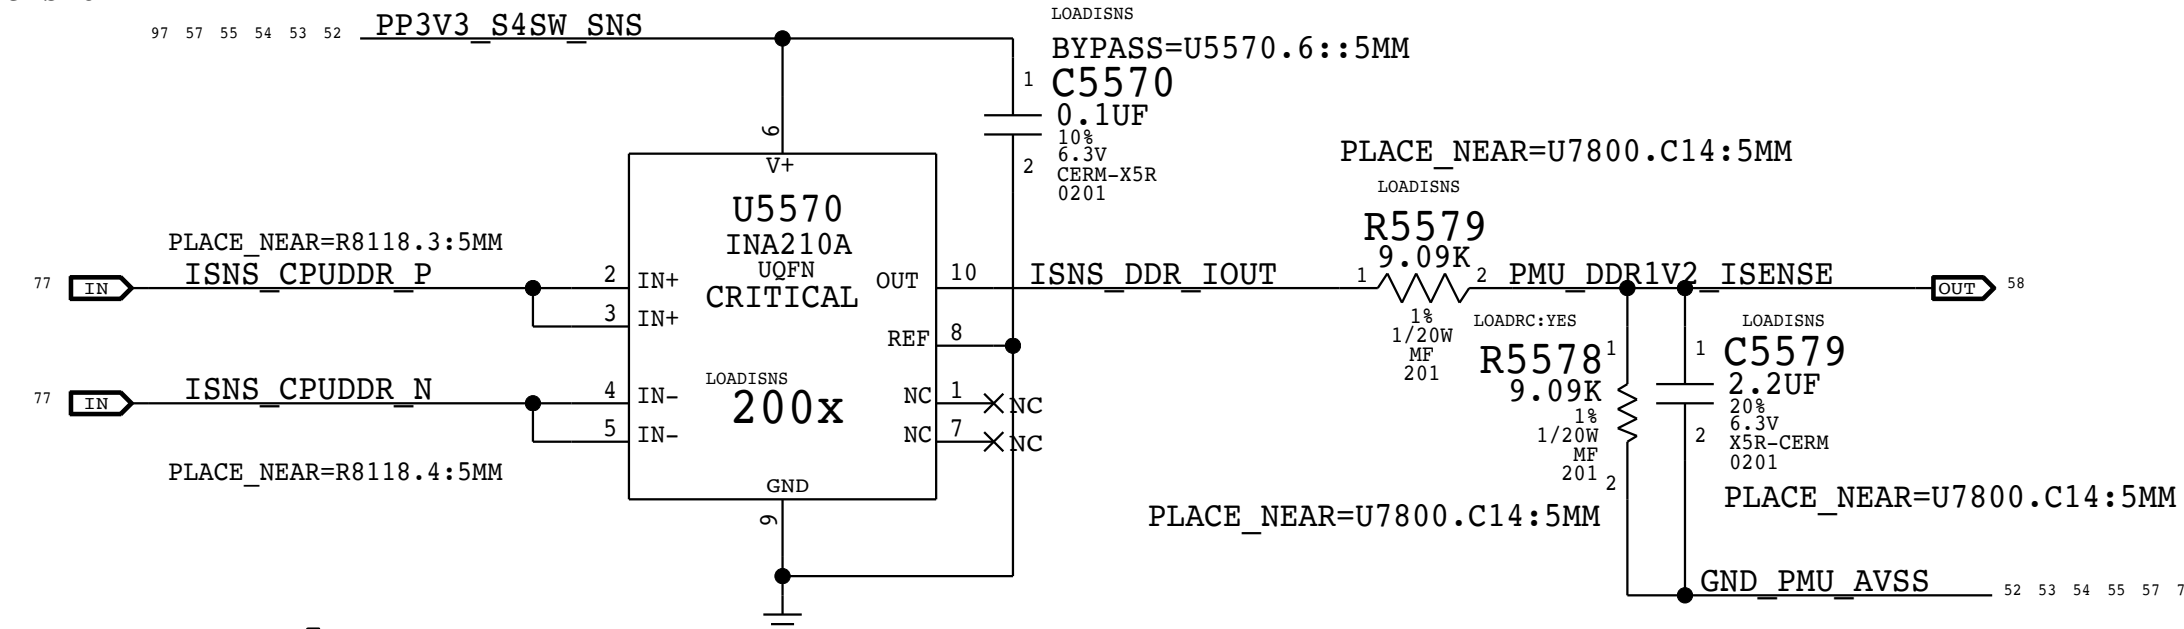 LOADISNS
97 57 55 54 53 52 PP3V3_S4SW_SNS
BYPASS=U5570.6::5MM
1 C5570
0.1UF
10%
6.3V
2 CERM-X5R
0201
6
V+
PLACE_NEAR=U7800.C14:5MM
LOADISNS
R5579
9.09K
1 2
1%
1/20W
MF
201
U5570
INA210A
UQFN
CRITICAL
LOADISNS
200x
PLACE_NEAR=R8118.3:5MM
77 IN ISNS_CPUDDR_P 2 IN+
3 IN+
77 IN ISNS_CPUDDR_N 4 IN-
5 IN-
PLACE_NEAR=R8118.4:5MM
OUT 10 ISNS_DDR_IOUT
REF 8
NC 1 NC
NC 7 NC
GND
9
PMU_DDR1V2_ISENSE OUT 58
LOADRC:YES
R5578 1
9.09K
1%
1/20W
MF
201 2
PLACE_NEAR=U7800.C14:5MM
LOADISNS
1 C5579
2.2UF
20%
6.3V
2 X5R-CERM
0201
PLACE_NEAR=U7800.C14:5MM
GND_PMU_AVSS 52 53 54 55 57